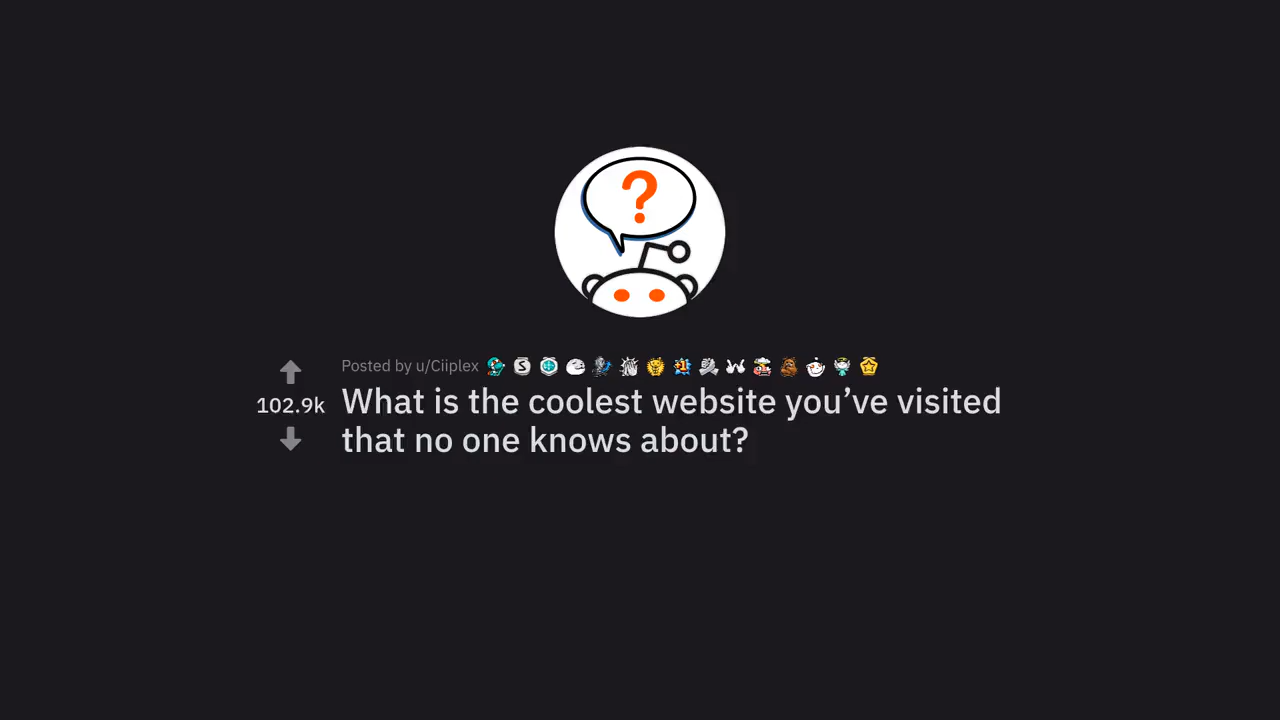 ?
Posted by u/Ciiplex
102.9k
What is the coolest website you’ve visited
that no one knows about?